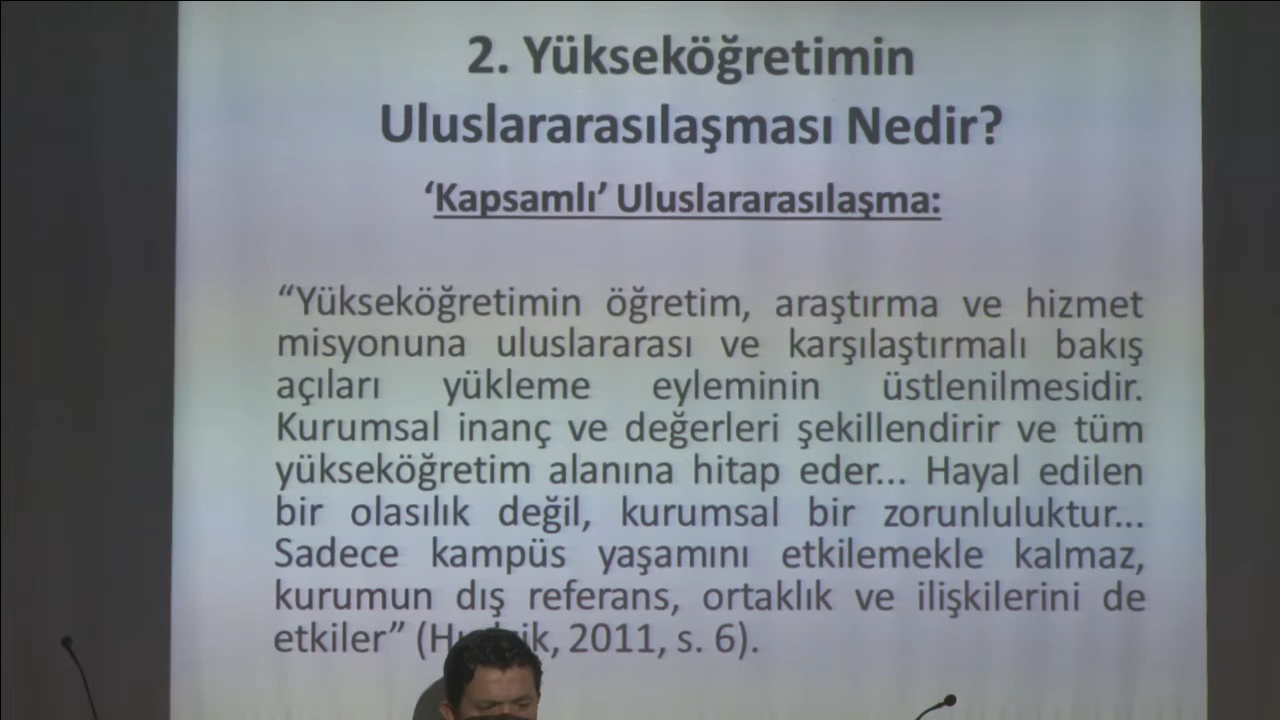 2. Yükseköğretimin
Uluslararasılaşması Nedir?
‘Kapsamlı’ Uluslararasılaşma:
“Yükseköğretimin öğretim, araştırma ve hizmet
misyonuna uluslararası ve karşılaştırmalı bakış
açıları yükleme eyleminin üstlenilmesidir.
Kurumsal inanç ve değerleri şekillendirir ve tüm
yükseköğretim alanına hitap eder... Hayal edilen
bir olasılık değil, kurumsal bir zorunluluktur...
Sadece kampüs yaşamını etkilemekle kalmaz,
kurumun dış referans, ortaklık ve ilişkilerini de
etkiler” 2011, s. 6).